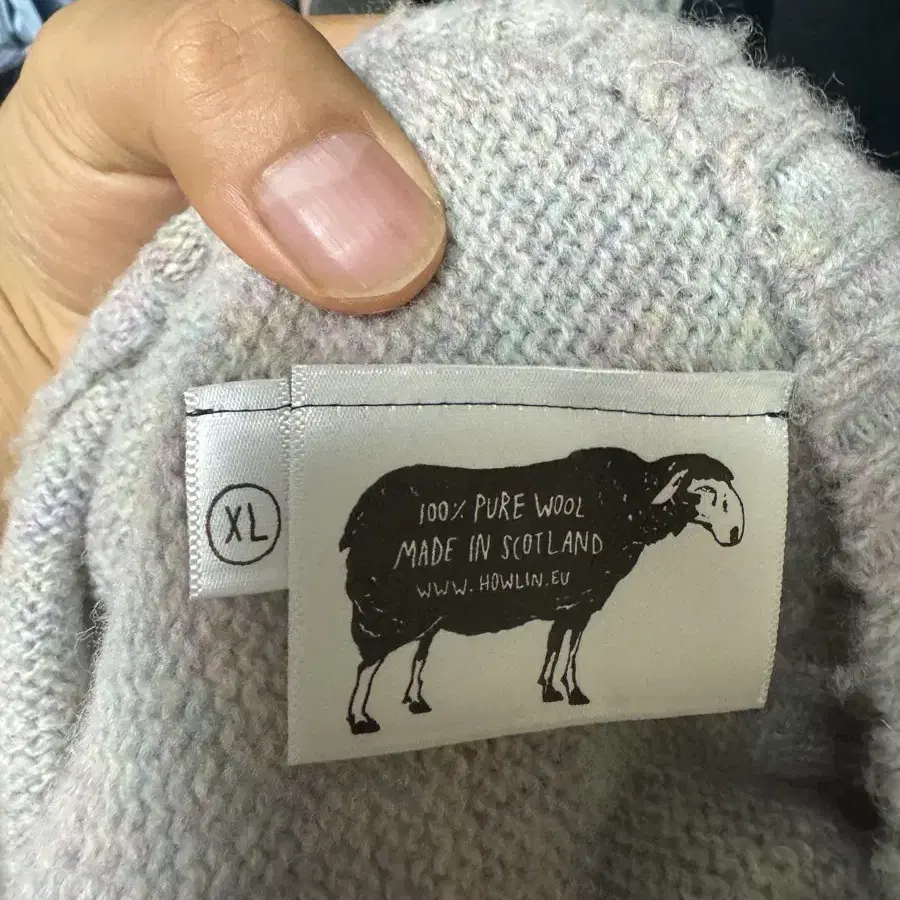 XL
100% PURE WOOL
MADE IN SCOTLAND
WWW.HOWLIN.EU